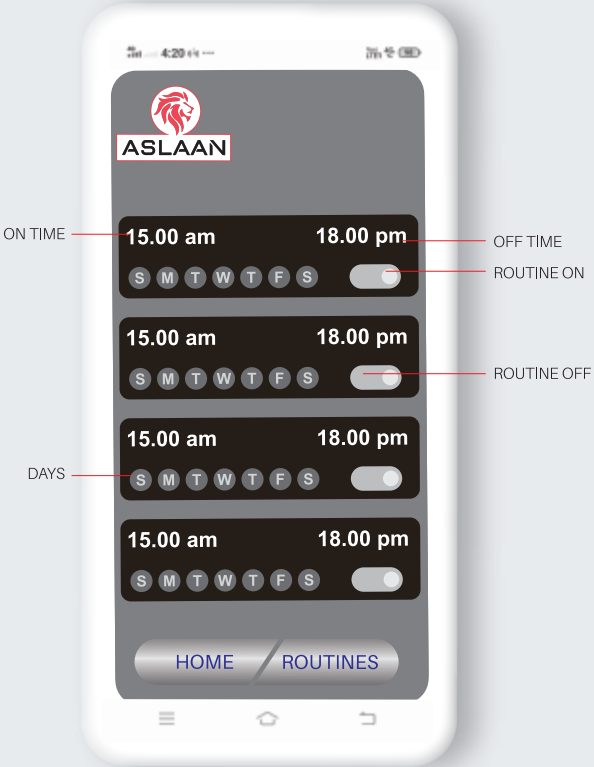 4:20
ASLAAN
ON TIME
15.00 am 18.00 pm
OFF TIME
S M T W T F S
ROUTINE ON
15.00 am 18.00 pm
S M T W T F S
ROUTINE OFF
15.00 am 18.00 pm
DAYS
S M T W T F S
15.00 am 18.00 pm
S M T W T F S
HOME ROUTINES